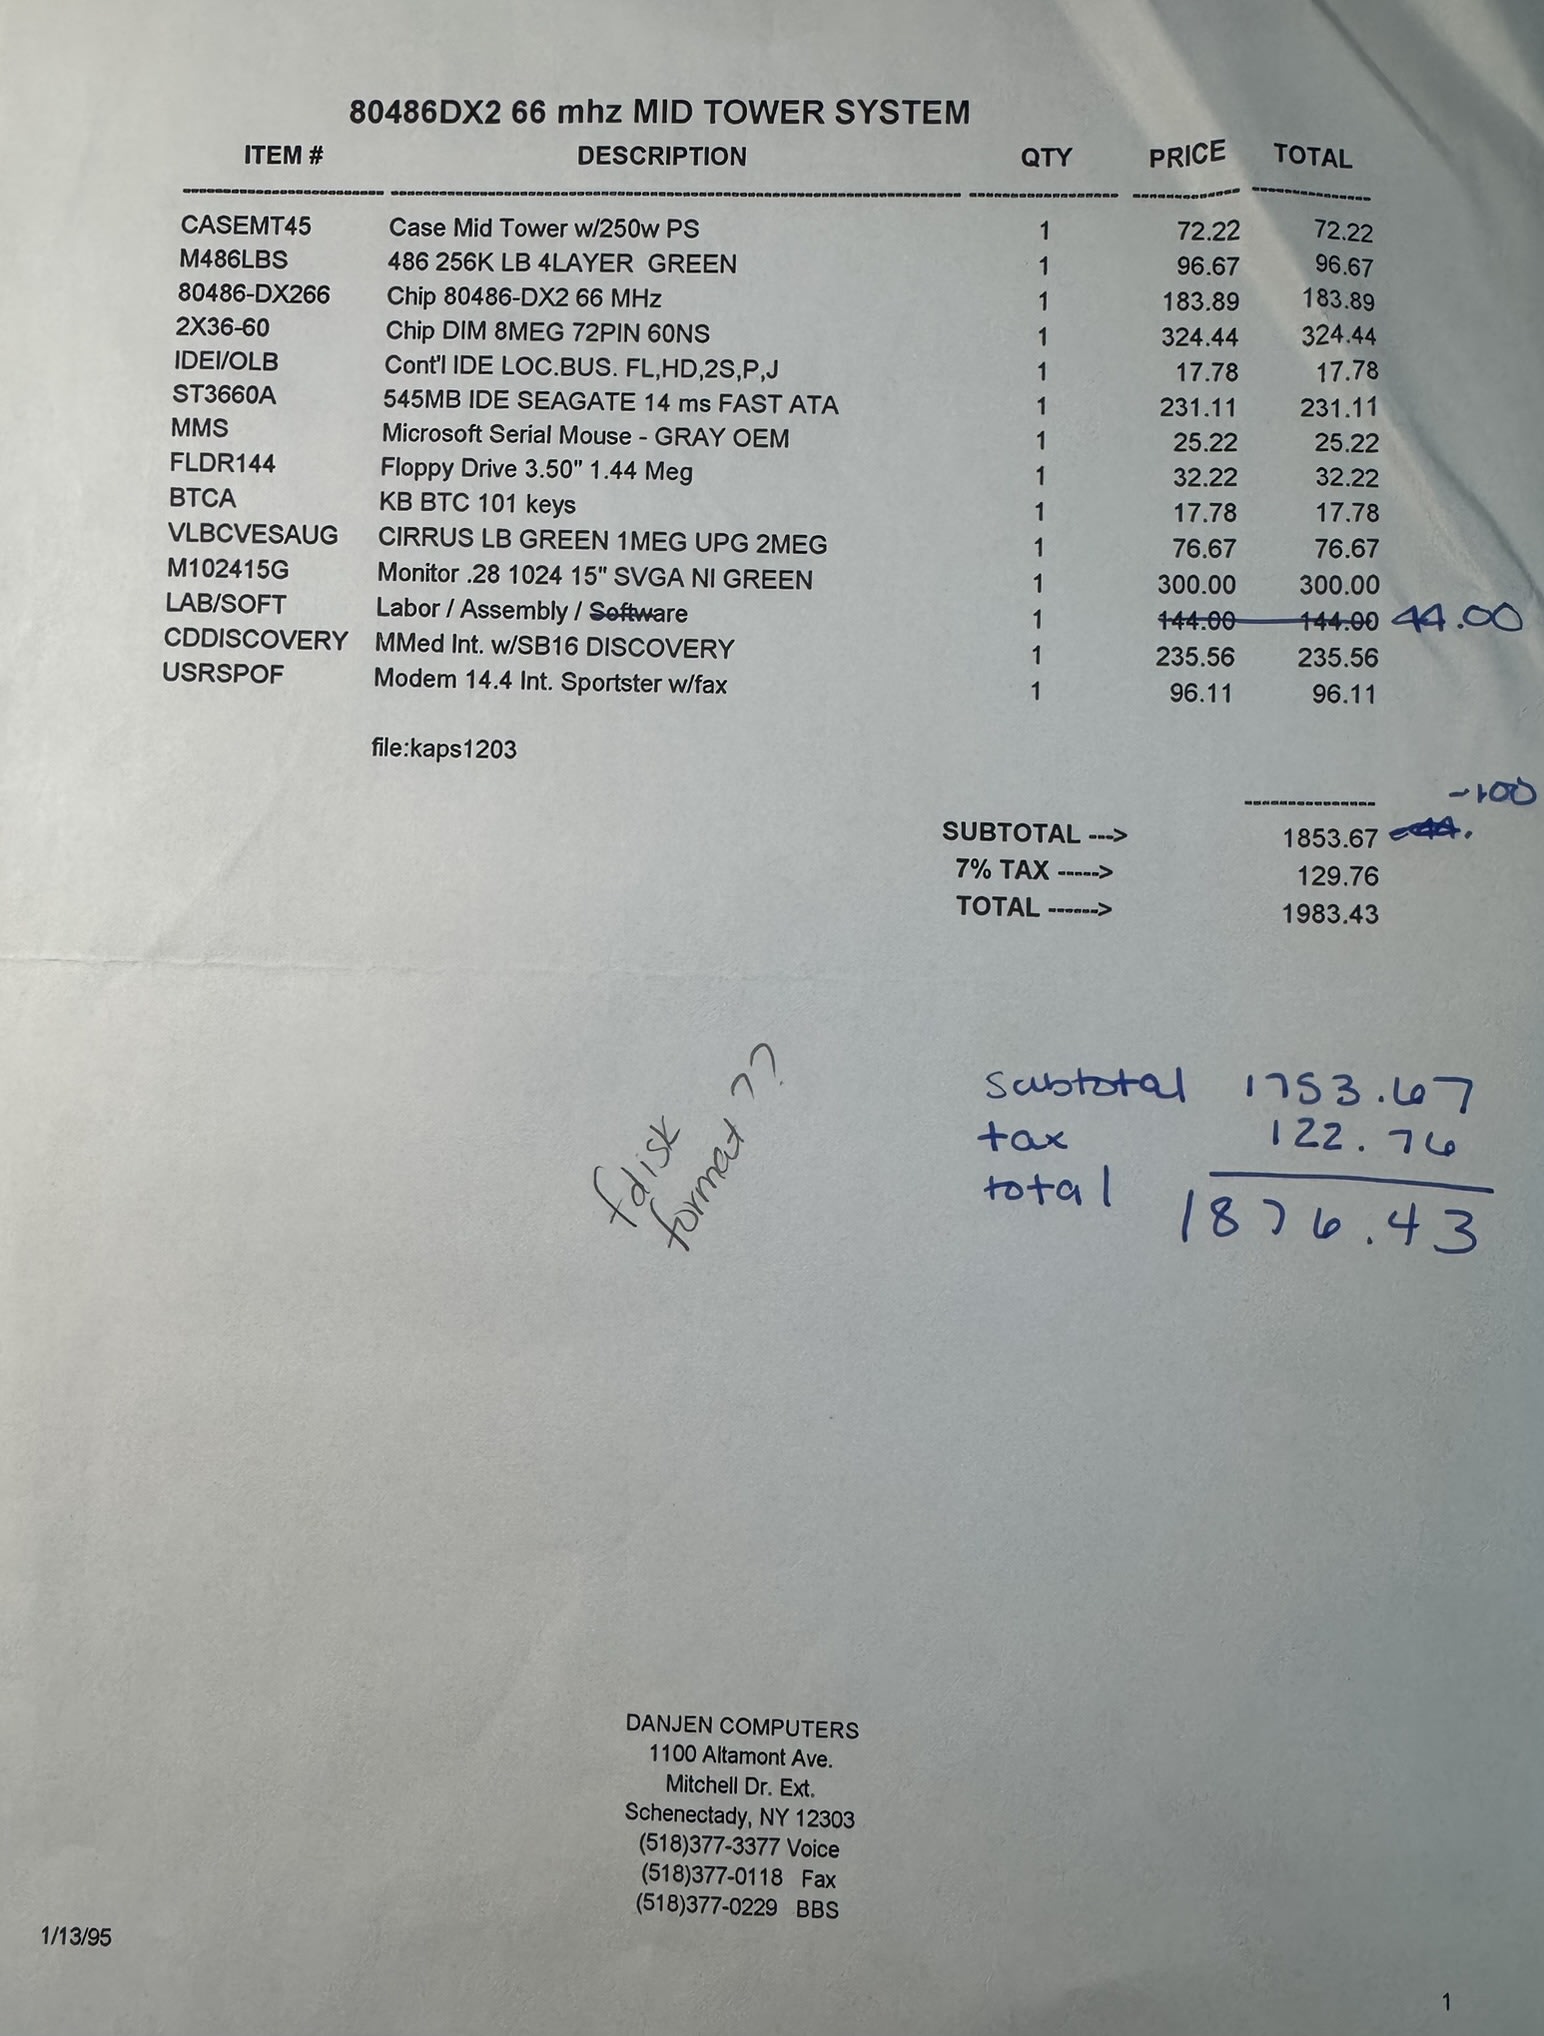 80486DX2 66 mhz MID TOWER SYSTEM
ITEM # DESCRIPTION QTY PRICE TOTAL
CASEMT45 Case Mid Tower w/250w PS 1 72.22 72.22
M486LBS 486 256K LB 4LAYER GREEN 1 96.67 96.67
80486-DX266 Chip 80486-DX2 66 MHz 1 183.89 183.89
2X36-60 Chip DIM 8MEG 72PIN 60NS 1 324.44 324.44
IDEI/OLB Cont'l IDE LOC.BUS. FL,HD,2S,P,J 1 17.78 17.78
ST3660A 545MB IDE SEAGATE 14 ms FAST ATA 1 231.11 231.11
MMS Microsoft Serial Mouse - GRAY OEM 1 25.22 25.22
FLDR144 Floppy Drive 3.50" 1.44 Meg 1 32.22 32.22
BTCA KB BTC 101 keys 1 17.78 17.78
VLBCVESAUG CIRRUS LB GREEN 1MEG UPG 2MEG 1 76.67 76.67
M102415G Monitor .28 1024 15" SVGA NI GREEN 1 300.00 300.00
LAB/SOFT Labor / Assembly / Software 1 144.00 144.00 44.00
CDDISCOVERY MMed Int. w/SB16 DISCOVERY 1 235.56 235.56
USRSPOF Modem 14.4 Int. Sportster w/fax 1 96.11 96.11
file:kaps1203
-100
SUBTOTAL ---> 1853.67
7% TAX -----> 129.76
TOTAL ------> 1983.43
subtotal 1753.67
tax 122.76
total 1876.43
fdisk
format ??
DANJEN COMPUTERS
1100 Altamont Ave.
Mitchell Dr. Ext.
Schenectady, NY 12303
(518)377-3377 Voice
(518)377-0118 Fax
(518)377-0229 BBS
1/13/95
1